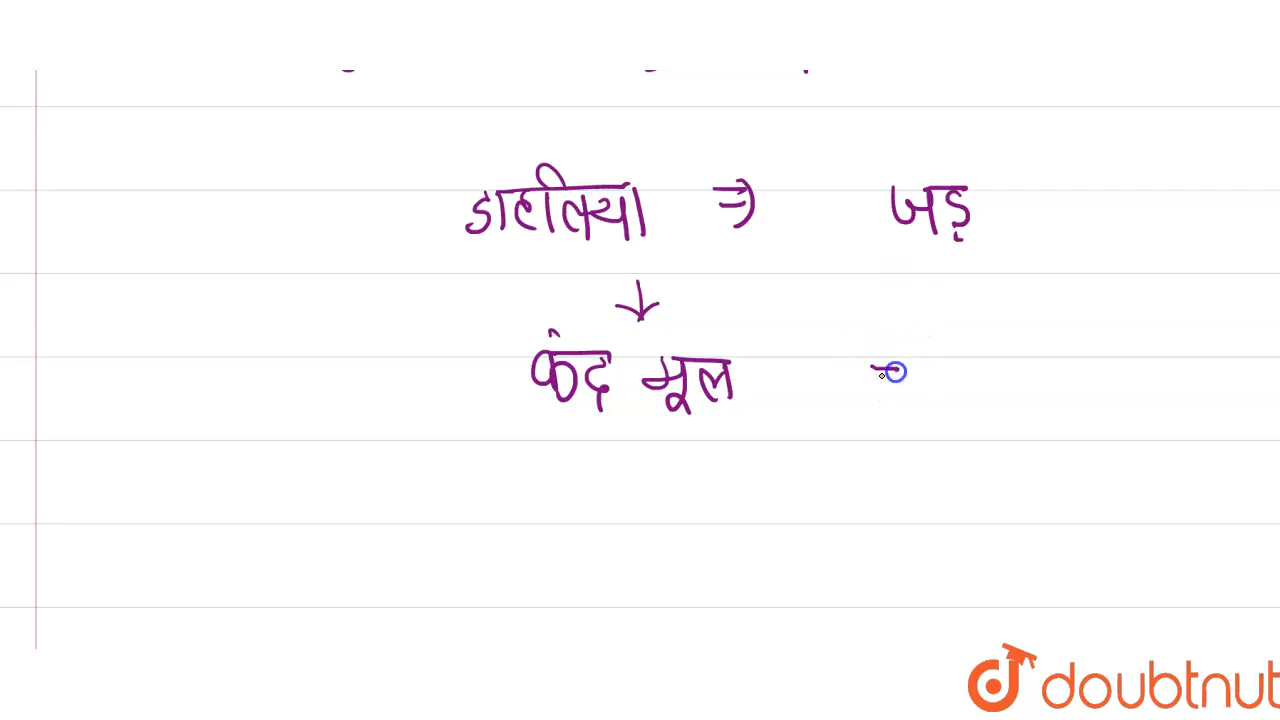 डाहलिया ⇒ जड़
↓
कंद मूल -
doubtnut